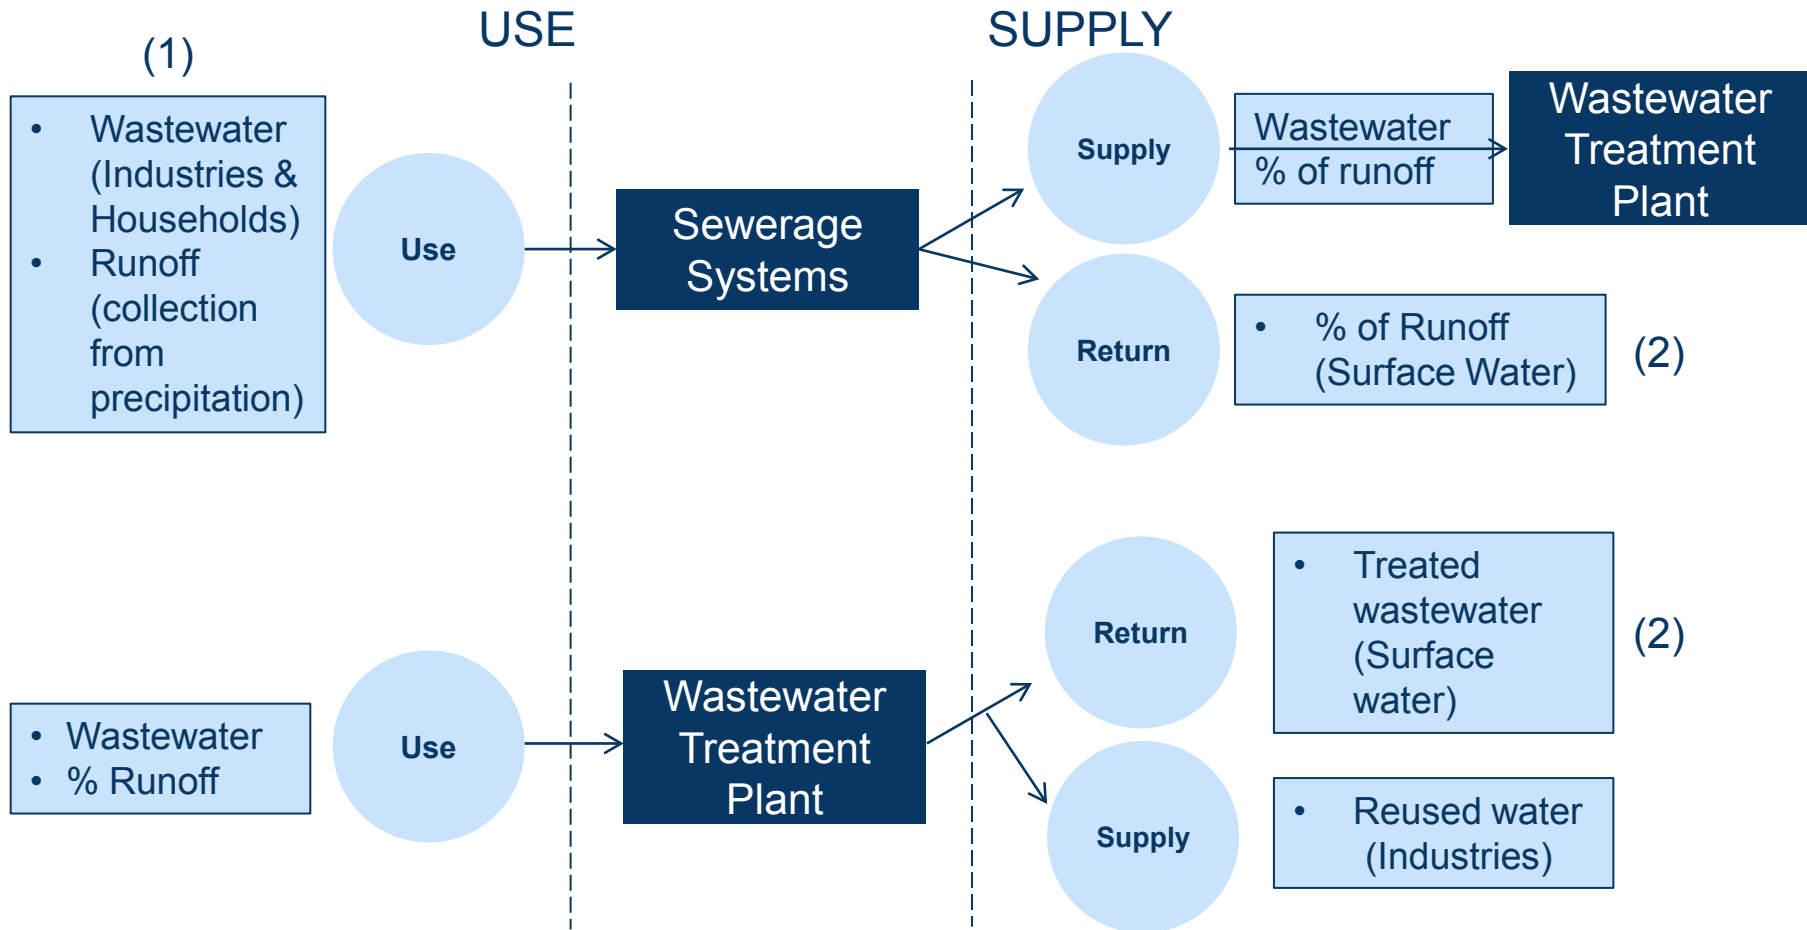 USE
SUPPLY
(1)
• Wastewater
(Industries &
Households)
• Runoff
(collection
from
precipitation)
Use
Sewerage
Systems
Supply
Wastewater
% of runoff
Wastewater
Treatment
Plant
Return
• % of Runoff
(Surface Water)
(2)
• Wastewater
• % Runoff
Use
Wastewater
Treatment
Plant
Return
• Treated
wastewater
(Surface
water)
(2)
Supply
• Reused water
(Industries)